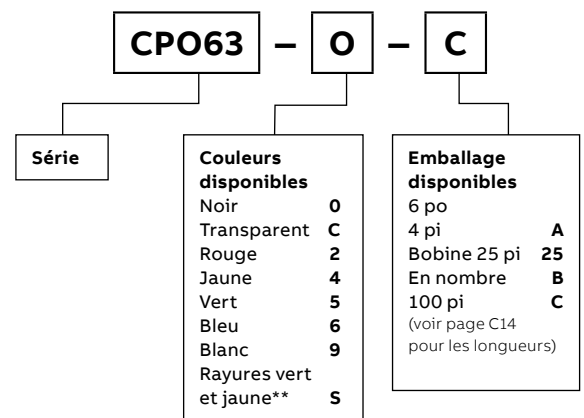 CPO63 – O – C
Série
Couleurs
disponibles
Noir 0
Transparent C
Rouge 2
Jaune 4
Vert 5
Bleu 6
Blanc 9
Rayures vert
et jaune** S
Emballage
disponibles
6 po
4 pi A
Bobine 25 pi 25
En nombre B
100 pi C
(voir page C14
pour les longueurs)